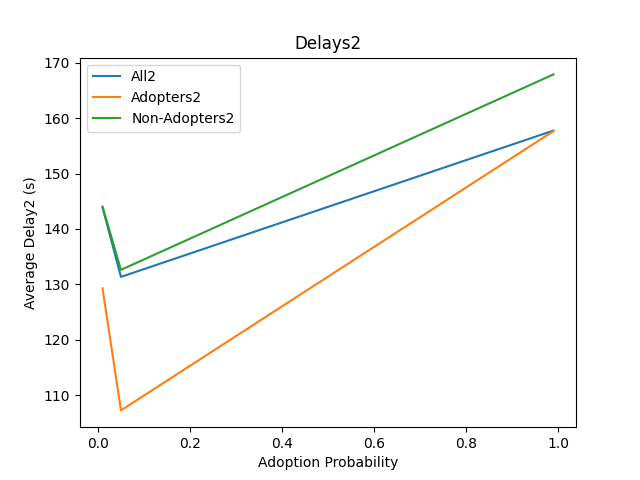 Delays2
All2
Adopters2
Non-Adopters2
Average Delay2 (s)
170
160
150
140
130
120
110
0.0 0.2 0.4 0.6 0.8 1.0
Adoption Probability